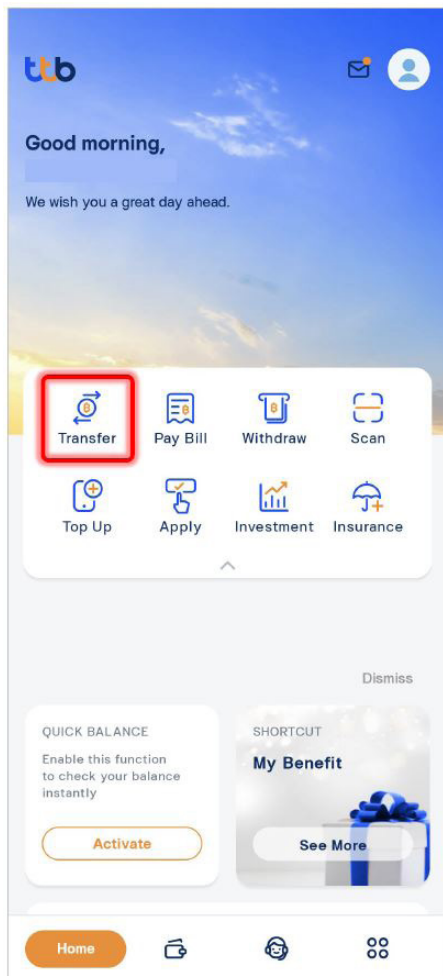 ttb
Good morning,
We wish you a great day ahead.
Transfer
Pay Bill
Withdraw
Scan
Top Up
Apply
Investment
Insurance
Dismiss
QUICK BALANCE
Enable this function
to check your balance
instantly
Activate
SHORTCUT
My Benefit
See More
Home